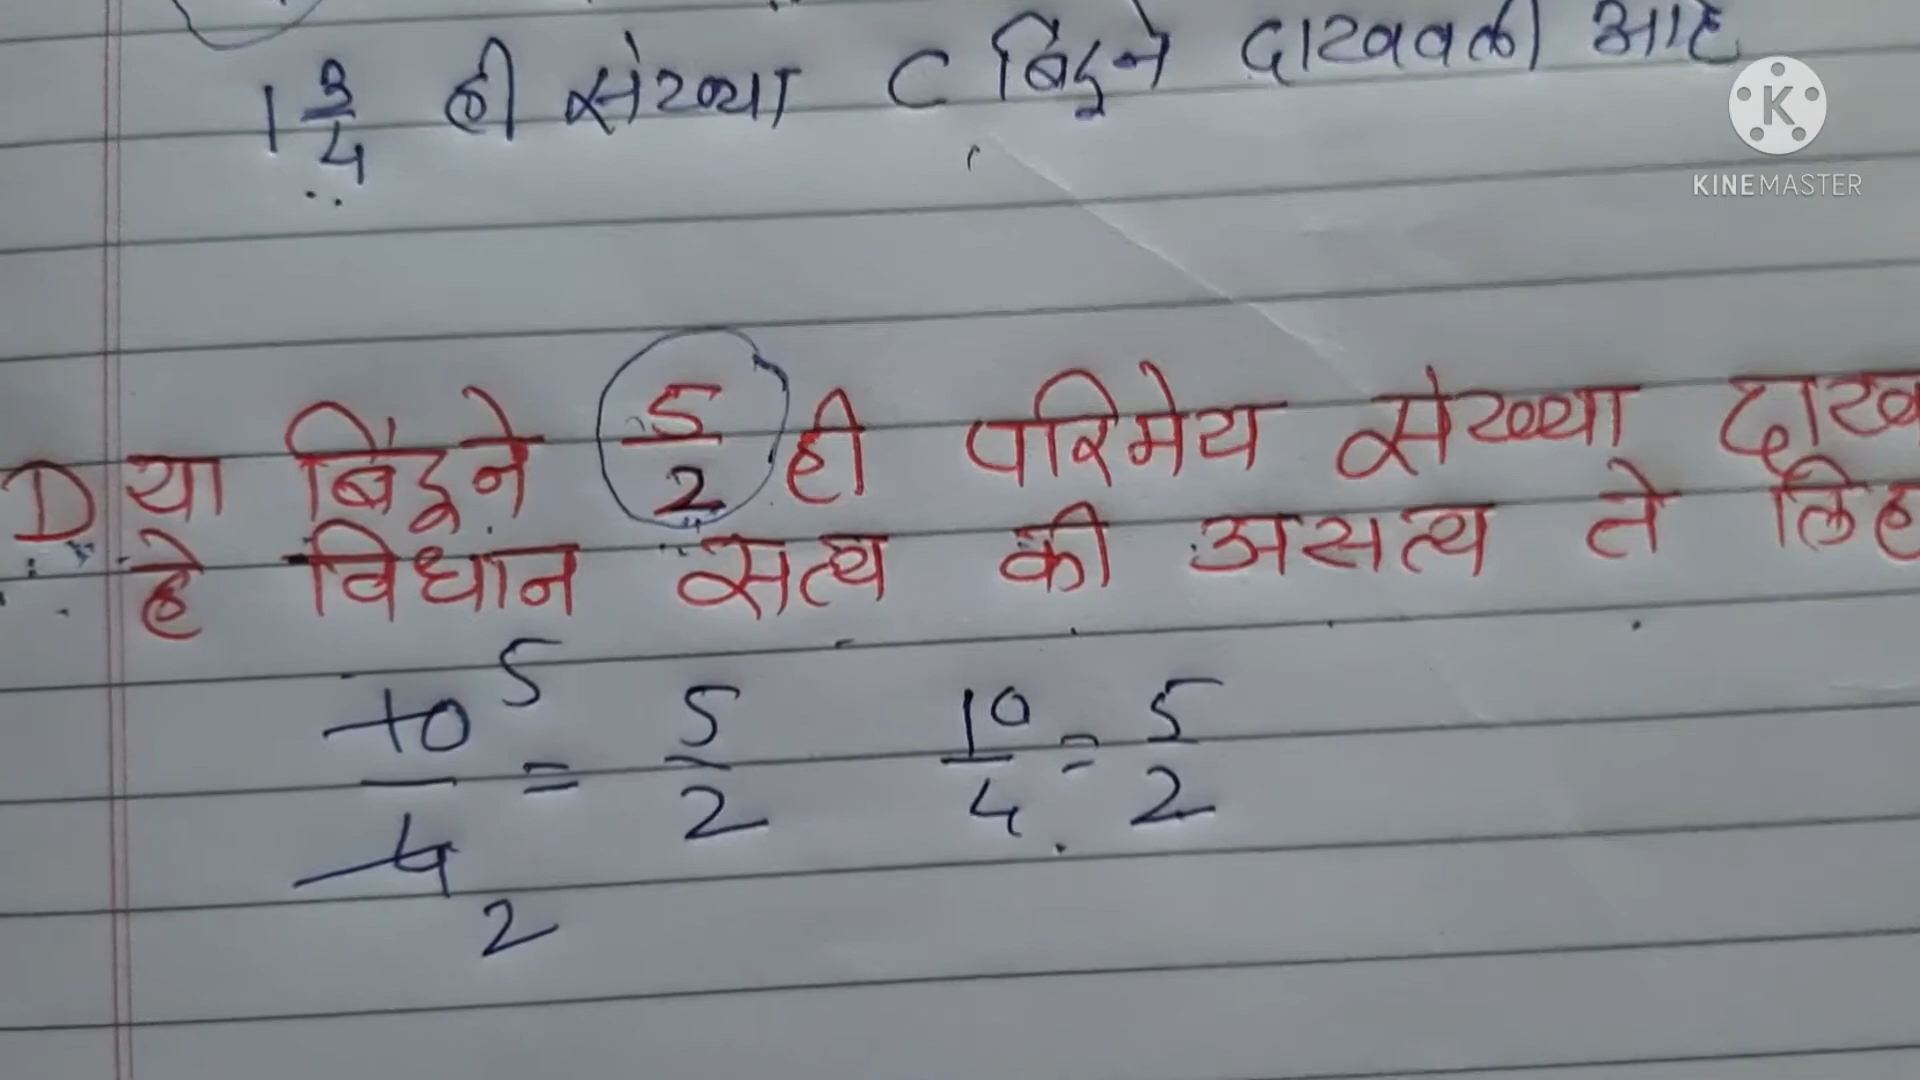 1 3/4 ही संख्या C बिंदूने दाखवली आहे
K
KINEMASTER
D या बिंदूने 5/2 ही परिमेय संख्या दाखव
हे विधान सत्य की असत्य ते लिह
10/4 5 2 = 5/2 10/4 = 5/2